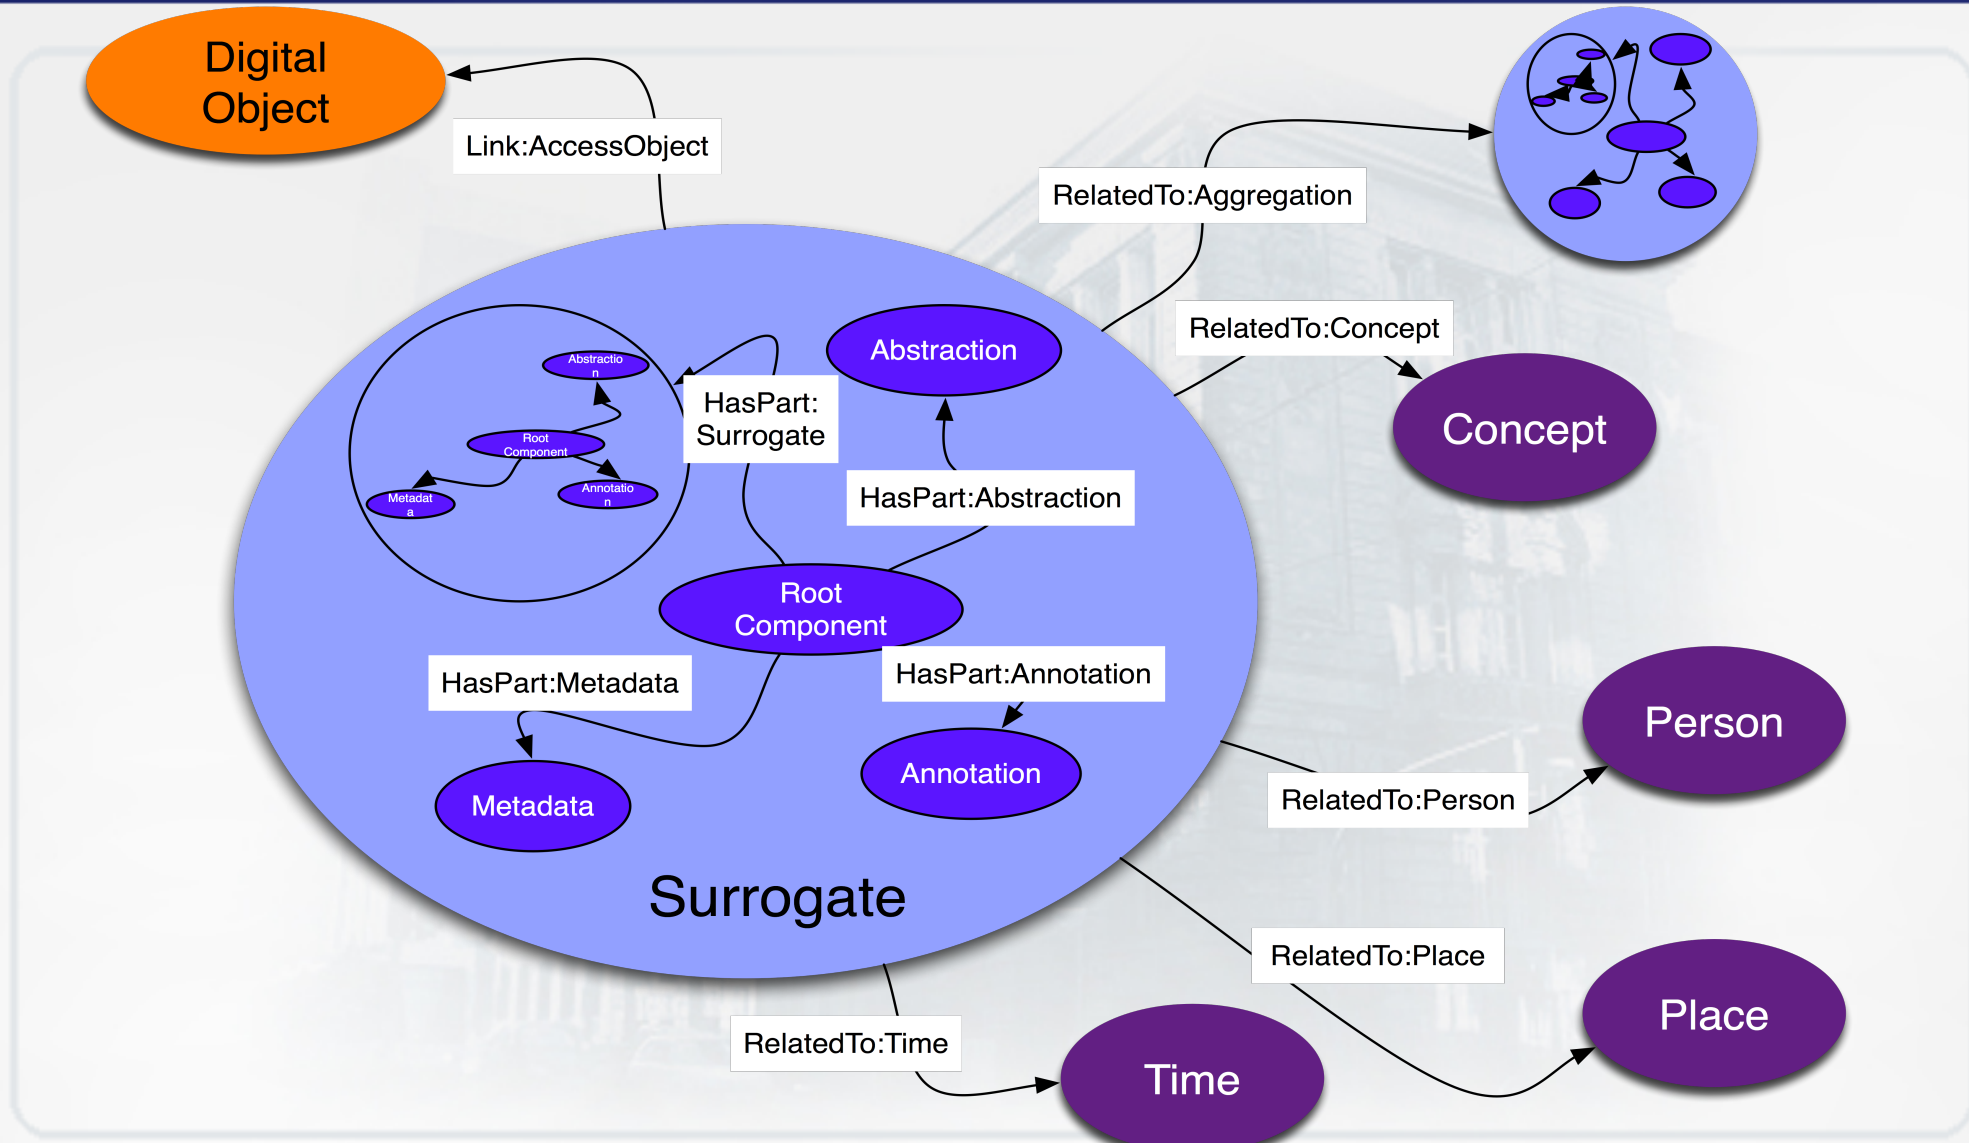 Digital
Object
Link:AccessObject
RelatedTo:Aggregation
RelatedTo:Concept
Concept
Abstractio
n
Root
Component
Metadat
a
Annotatio
n
HasPart:
Surrogate
Abstraction
HasPart:Abstraction
Root
Component
HasPart:Metadata
HasPart:Annotation
Metadata
Annotation
Surrogate
Person
RelatedTo:Person
RelatedTo:Place
Place
RelatedTo:Time
Time